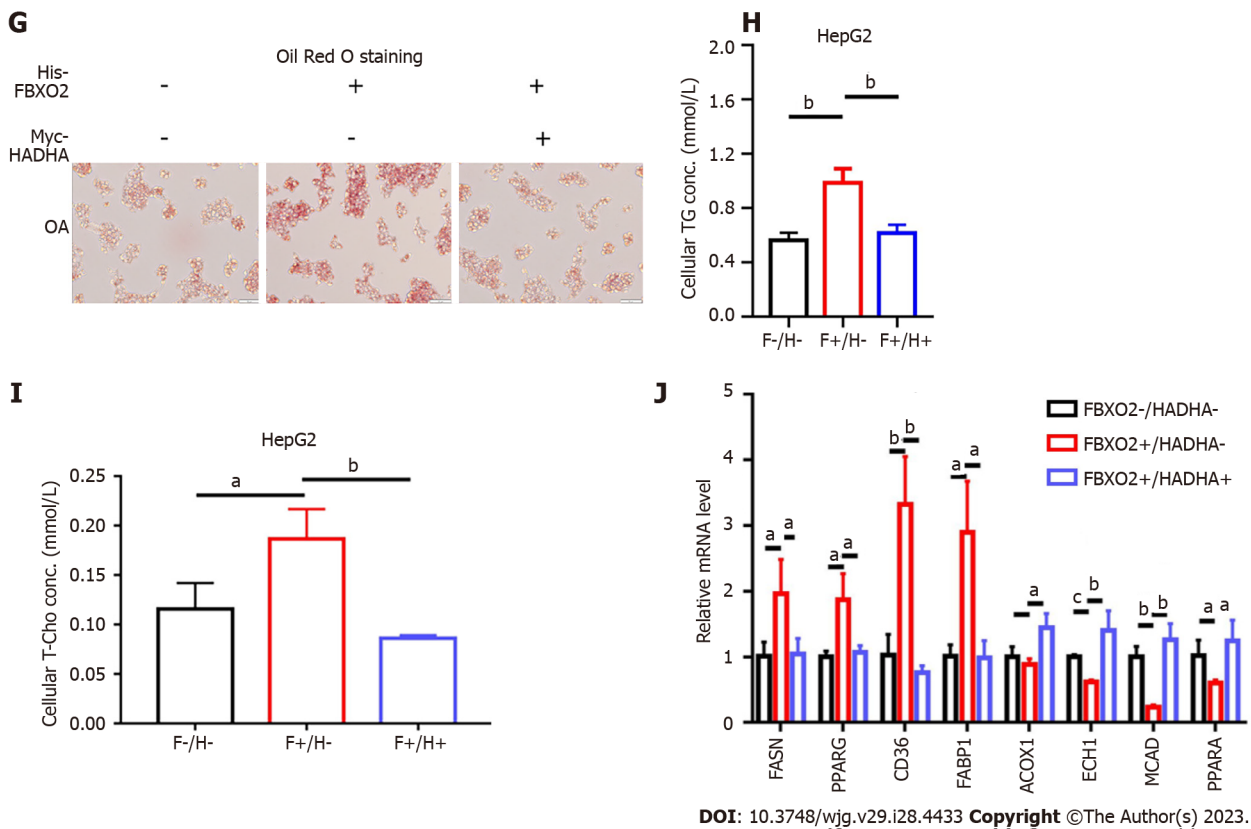 G
Oil Red O staining
His-
FBXO2
- + +
Myc-
HADHA
- - +
OA
H
HepG2
Cellular TG conc. (mmol/L)
2.0
1.6
1.2
0.8
0.4
0.0
b
b
F-/H- F+/H- F+/H+
I
HepG2
Cellular T-Cho conc. (mmol/L)
0.25
0.20
0.15
0.10
0.05
0.00
a
b
F-/H- F+/H- F+/H+
J
Relative mRNA level
5
4
3
2
1
0
FBXO2-/HADHA-
FBXO2+/HADHA-
FBXO2+/HADHA+
a a
a a
b b
a a
a
c b
b b
a a
FASN
PPARG
CD36
FABP1
ACOX1
ECH1
MCAD
PPARA
DOI: 10.3748/wjg.v29.i28.4433 Copyright ©The Author(s) 2023.